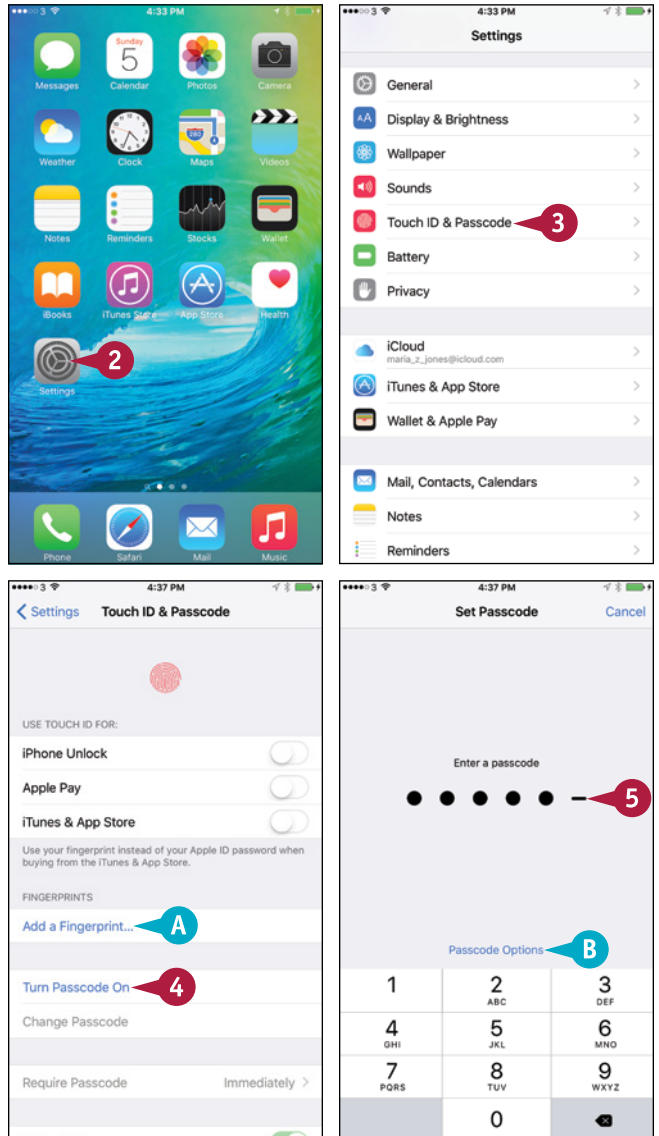 3 4:33 PM
Sunday
5
Messages Calendar Photos Camera
280
Weather Clock Maps Videos
Notes Reminders Stocks Wallet
iBooks iTunes Store App Store Health
2
Settings
Phone Safari Mail Music
3 4:33 PM
Settings
General
AA Display & Brightness
Wallpaper
Sounds
Touch ID & Passcode 3
Battery
Privacy
iCloud
maria_z_jones@icloud.com
iTunes & App Store
Wallet & Apple Pay
Mail, Contacts, Calendars
Notes
Reminders
3 4:37 PM
Settings Touch ID & Passcode
USE TOUCH ID FOR:
iPhone Unlock
Apple Pay
iTunes & App Store
Use your fingerprint instead of your Apple ID password when
buying from the iTunes & App Store.
FINGERPRINTS
Add a Fingerprint... A
Turn Passcode On 4
Change Passcode
Require Passcode Immediately
3 4:37 PM
Set Passcode Cancel
Enter a passcode
5
Passcode Options B
1 2 3
ABC DEF
4 5 6
GHI JKL MNO
7 8 9
PQRS TUV WXYZ
0